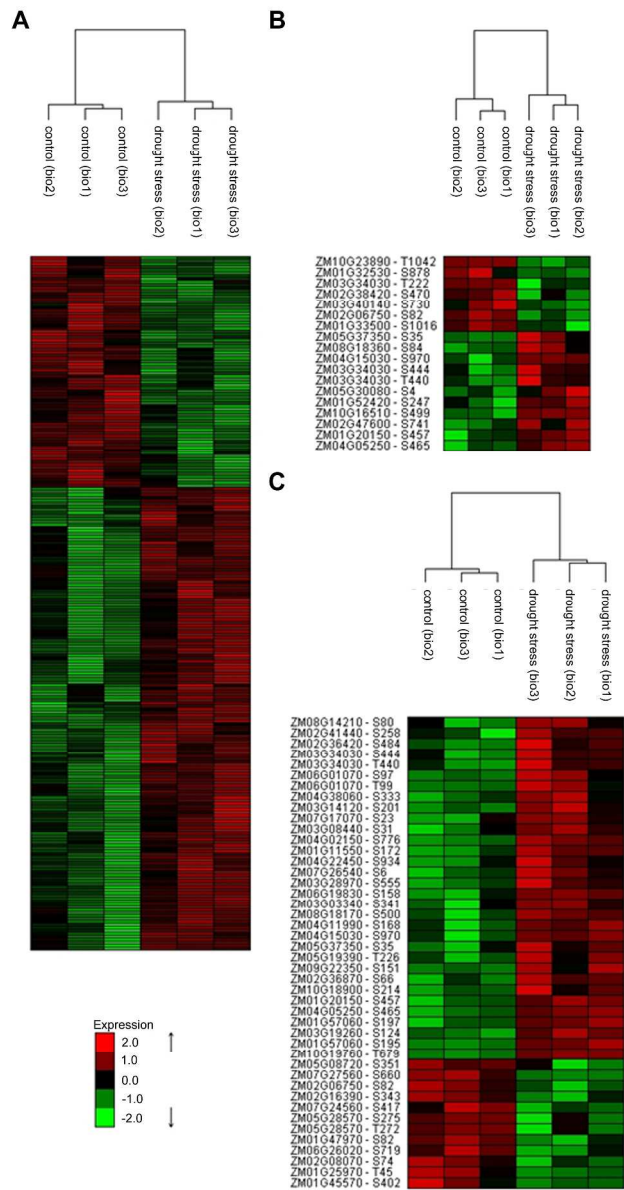 A
control (bio2)
control (bio1)
control (bio3)
drought stress (bio2)
drought stress (bio1)
drought stress (bio3)
B
control (bio2)
control (bio3)
control (bio1)
drought stress (bio3)
drought stress (bio1)
drought stress (bio2)
ZM10G23890 - T1042
ZM01G32530 - S878
ZM03G34030 - T222
ZM02G38420 - S470
ZM03G40140 - S730
ZM02G06750 - S82
ZM01G33500 - S1016
ZM05G37350 - S35
ZM08G18360 - S84
ZM04G15030 - S970
ZM03G34030 - S444
ZM03G34030 - T440
ZM05G30080 - S4
ZM01G52420 - S247
ZM10G16510 - S499
ZM02G47600 - S741
ZM01G20150 - S457
ZM04G05250 - S465
C
control (bio2)
control (bio3)
control (bio1)
drought stress (bio3)
drought stress (bio2)
drought stress (bio1)
ZM08G14210 - S80
ZM02G41440 - S258
ZM02G36420 - S484
ZM03G34030 - S444
ZM03G34030 - T440
ZM06G01070 - S97
ZM06G01070 - T99
ZM04G38060 - S333
ZM03G14120 - S201
ZM07G17070 - S23
ZM03G08440 - S31
ZM04G02150 - S776
ZM01G11550 - S172
ZM04G22450 - S934
ZM07G26540 - S6
ZM03G28970 - S555
ZM06G19830 - S158
ZM03G03340 - S341
ZM08G18170 - S500
ZM04G11990 - S168
ZM04G15030 - S970
ZM05G37350 - S35
ZM05G19390 - T226
ZM09G22350 - S151
ZM02G36870 - S66
ZM10G18900 - S214
ZM01G20150 - S457
ZM04G05250 - S465
ZM01G57060 - S197
ZM03G19260 - S124
ZM01G57060 - S195
ZM10G19760 - T679
ZM05G08720 - S351
ZM07G27560 - S660
ZM02G06750 - S82
ZM02G16390 - S343
ZM07G24560 - S417
ZM05G28570 - S275
ZM05G28570 - T272
ZM01G47970 - S82
ZM06G26020 - S719
ZM02G08070 - S74
ZM01G25970 - T45
ZM01G45570 - S402
Expression
2.0
1.0
0.0
-1.0
-2.0